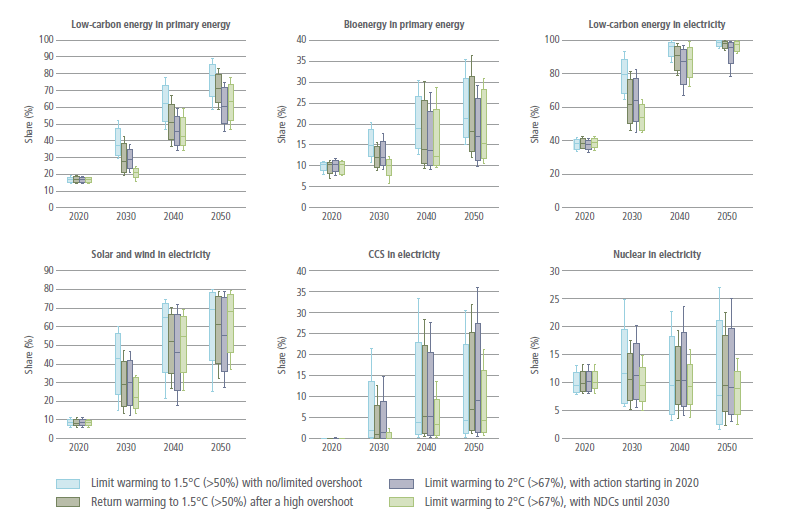 Low-carbon energy in primary energy
Share (%)
100
90
80
70
60
50
40
30
20
10
0
2020 2030 2040 2050
Bioenergy in primary energy
Share (%)
40
35
30
25
20
15
10
5
0
2020 2030 2040 2050
Low-carbon energy in electricity
Share (%)
100
80
60
40
20
0
2020 2030 2040 2050
Solar and wind in electricity
Share (%)
90
80
70
60
50
40
30
20
10
0
2020 2030 2040 2050
CCS in electricity
Share (%)
40
35
30
25
20
15
10
5
0
2020 2030 2040 2050
Nuclear in electricity
Share (%)
30
25
20
15
10
5
0
2020 2030 2040 2050
Limit warming to 1.5°C (>50%) with no/limited overshoot
Return warming to 1.5°C (>50%) after a high overshoot
Limit warming to 2°C (>67%), with action starting in 2020
Limit warming to 2°C (>67%), with NDCs until 2030